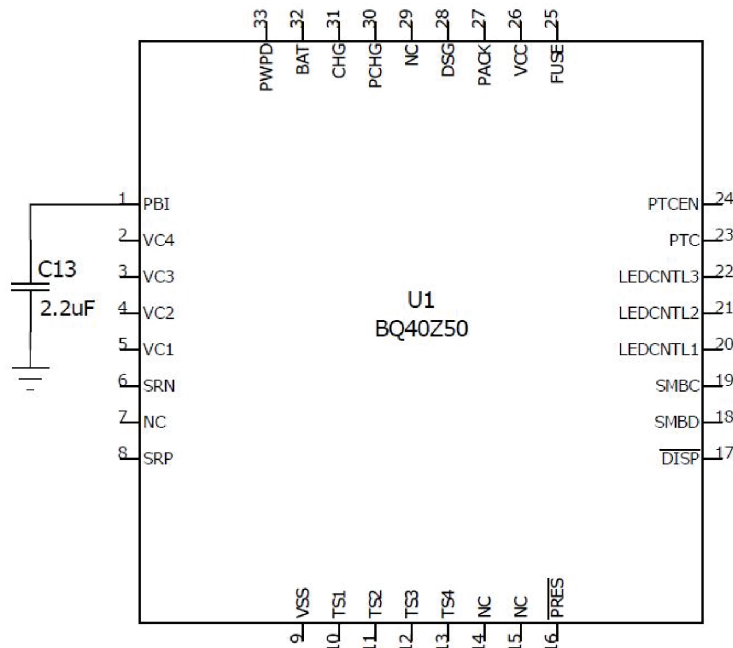 33 32 31 30 29 28 27 26 25
PWPD BAT CHG PCHG NC DSG PACK VCC FUSE
1 PBI PTCEN 24
2 VC4 PTC 23
3 VC3 LEDCNTL3 22
C13
2.2uF
4 VC2 LEDCNTL2 21
U1
BQ40Z50
5 VC1 LEDCNTL1 20
6 SRN SMBC 19
7 NC SMBD 18
8 SRP DISP 17
VSS TS1 TS2 TS3 TS4 NC NC PRES
9 10 11 12 13 14 15 16